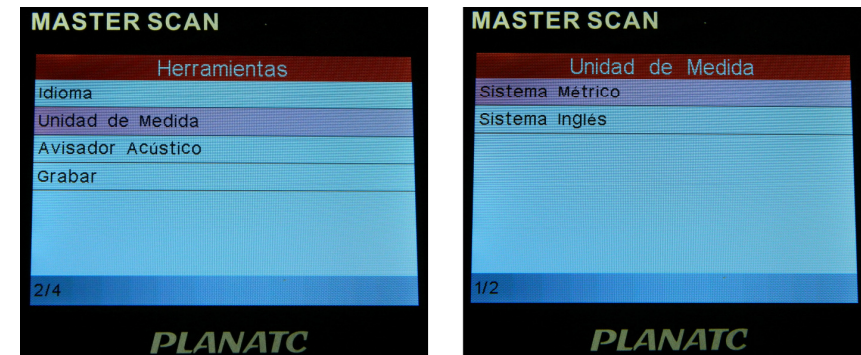 MASTER SCAN
Herramientas
Idioma
Unidad de Medida
Avisador Acústico
Grabar
2/4
PLANATC
MASTER SCAN
Unidad de Medida
Sistema Métrico
Sistema Inglés
1/2
PLANATC